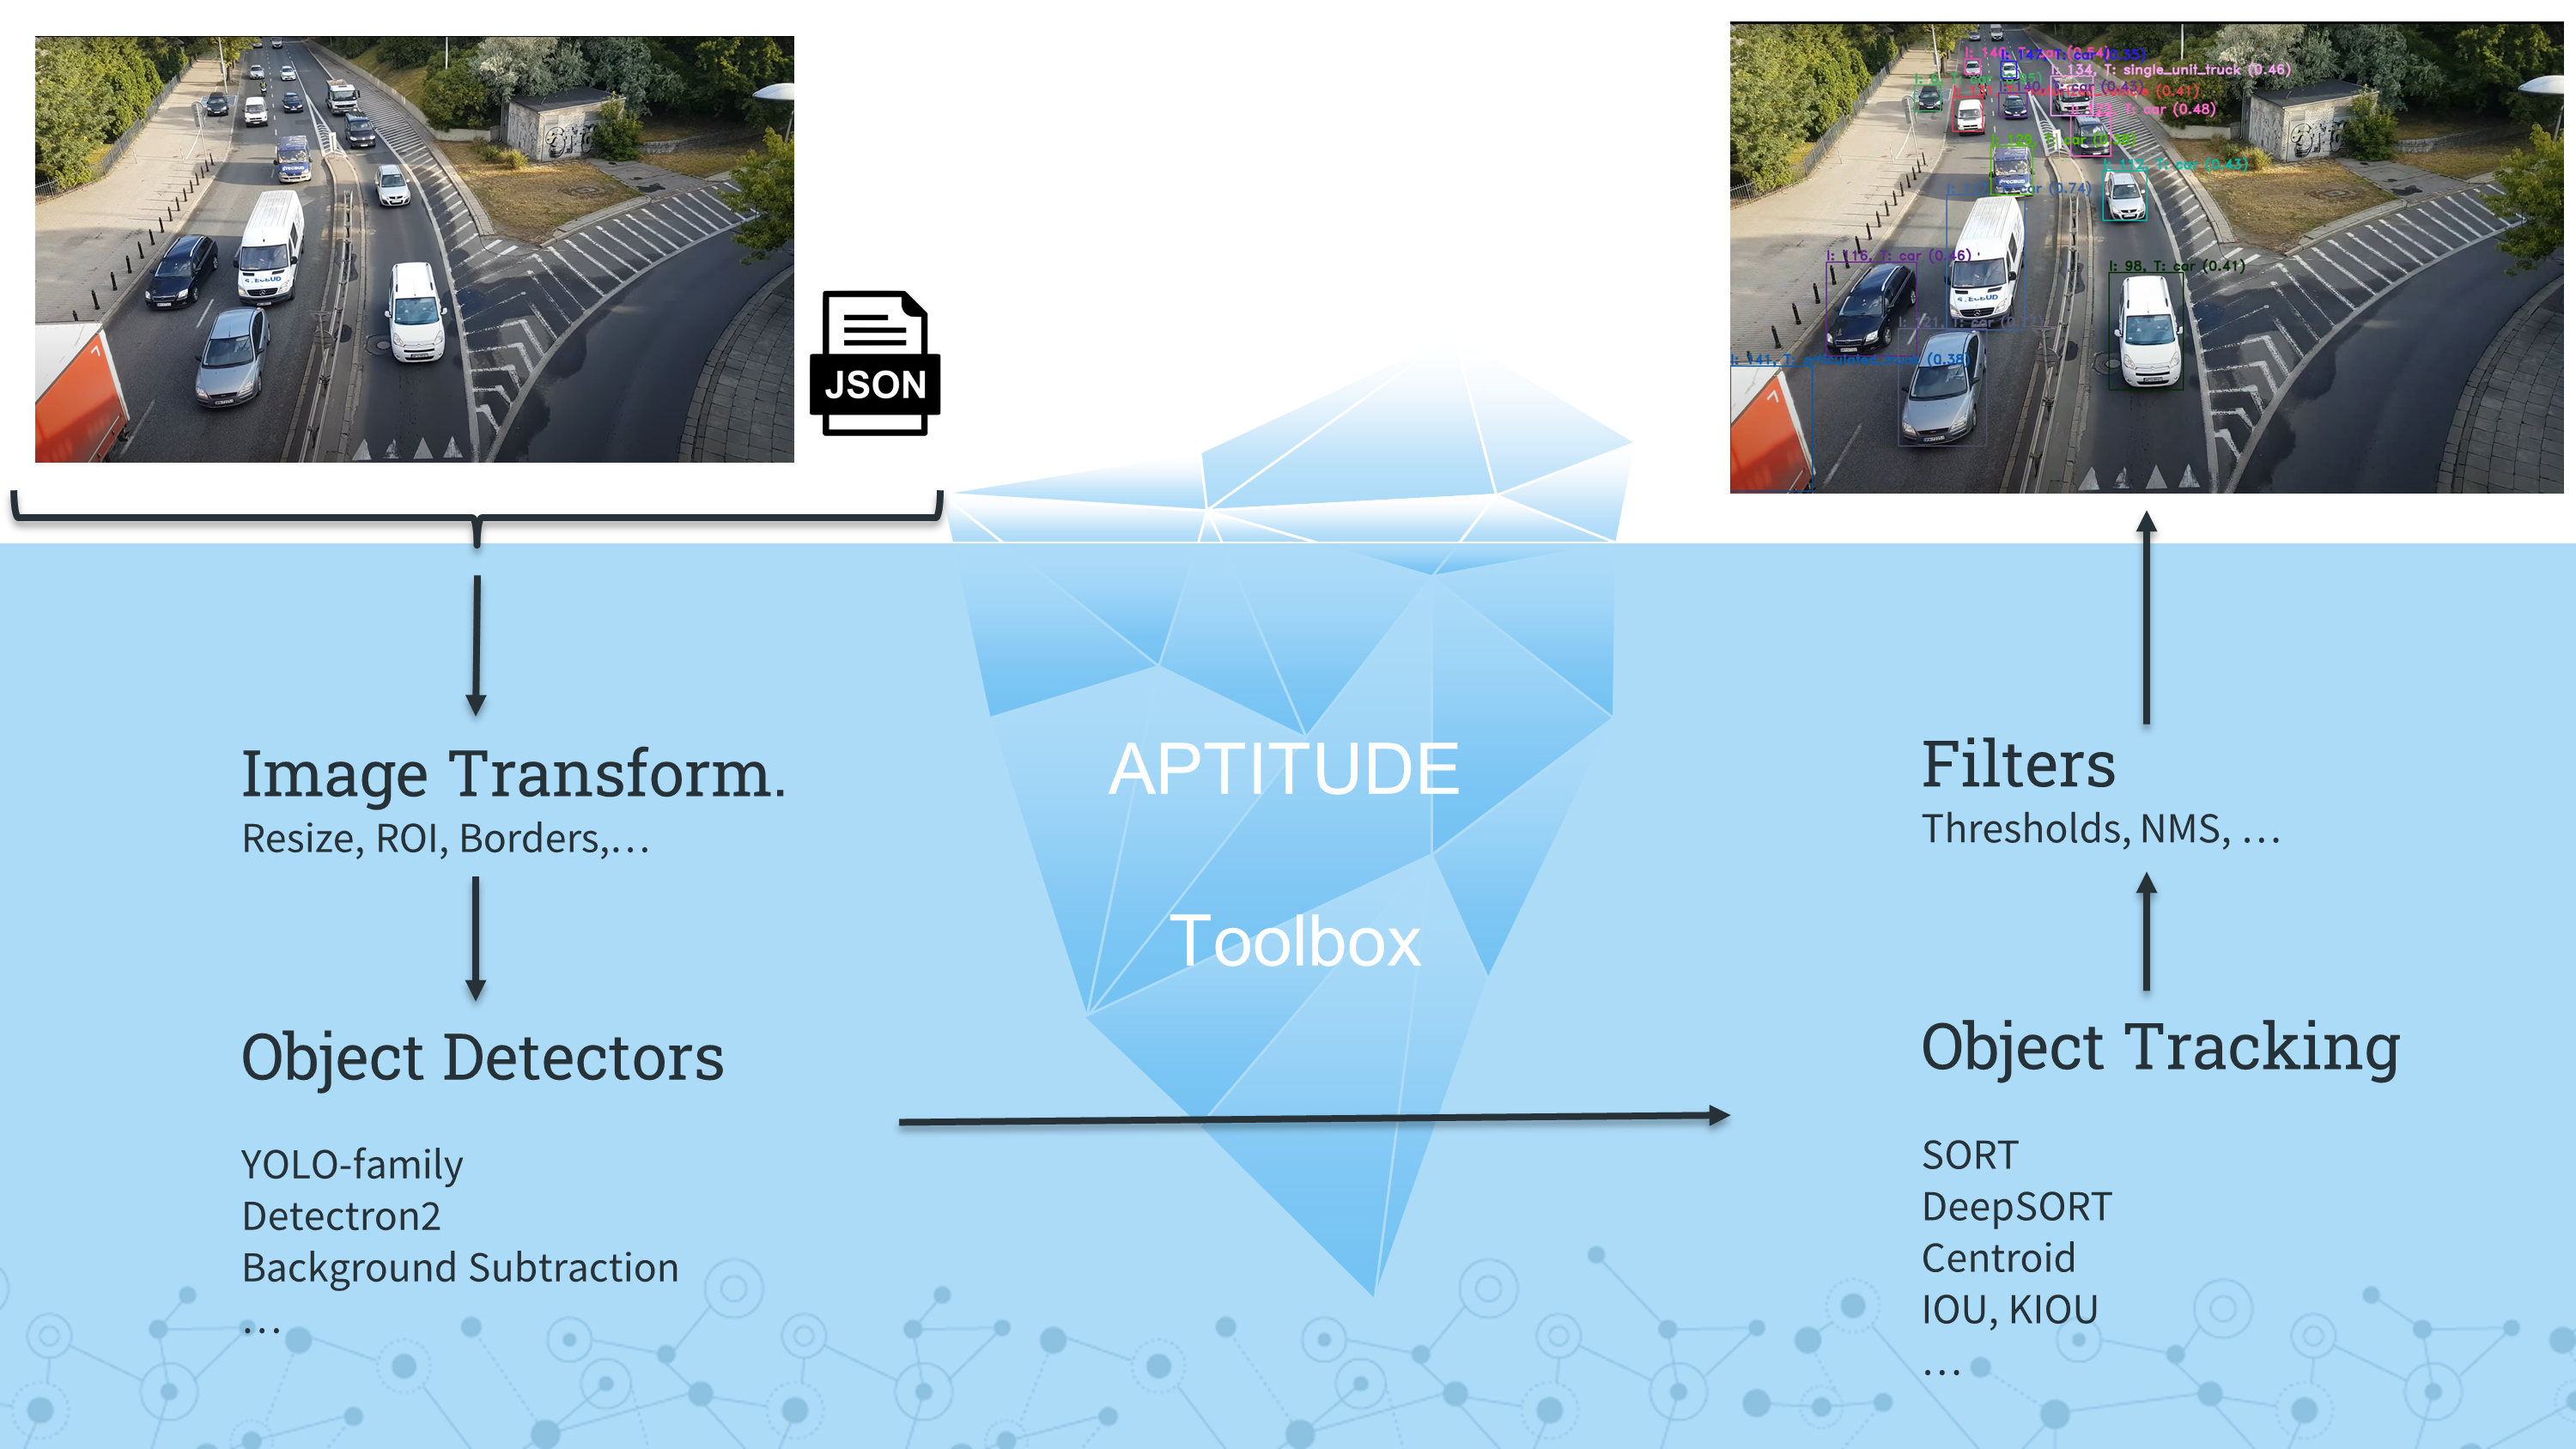 JSON
I: 134, T: single_unit_truck (0.46)
T: car (0.48)
I: 112, T: car (0.43)
T: car (0.74)
I: 116, T: car (0.46)
I: 98, T: car (0.41)
I: 141, T: articulated_truck (0.38)
Image Transform.
Resize, ROI, Borders,…
Object Detectors
YOLO-family
Detectron2
Background Subtraction
…
APTITUDE
Toolbox
Filters
Thresholds, NMS, …
Object Tracking
SORT
DeepSORT
Centroid
IOU, KIOU
…